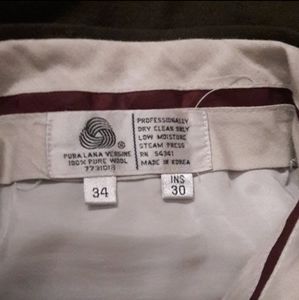 PURA LANA VERGINE
100% PURE WOOL
®
PROFESSIONALLY
DRY CLEAN ONLY
LOW MOISTURE
STEAM PRESS
RN 54341
MADE IN KOREA
34
INS
30